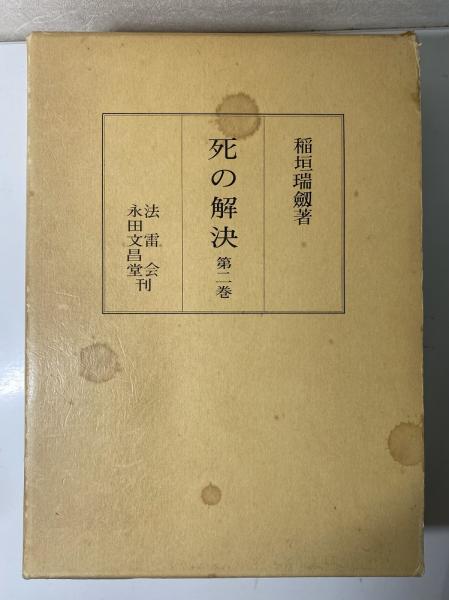 稲垣瑞劔著
死の解決 第二巻
法雷会
永田文昌堂刊